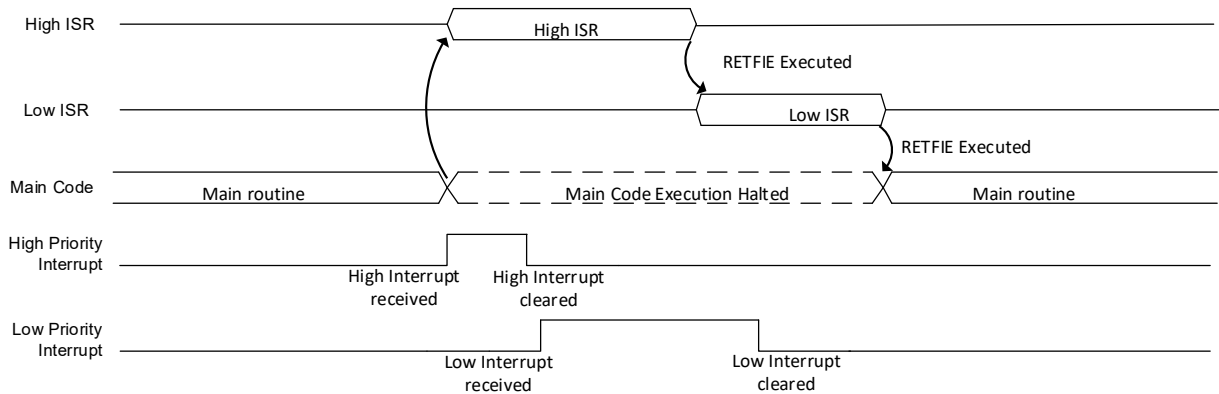 High ISR
High ISR
RETFIE Executed
Low ISR
Low ISR
RETFIE Executed
Main Code
Main routine
Main Code Execution Halted
Main routine
High Priority
Interrupt
High Interrupt
received
High Interrupt
cleared
Low Priority
Interrupt
Low Interrupt
received
Low Interrupt
cleared